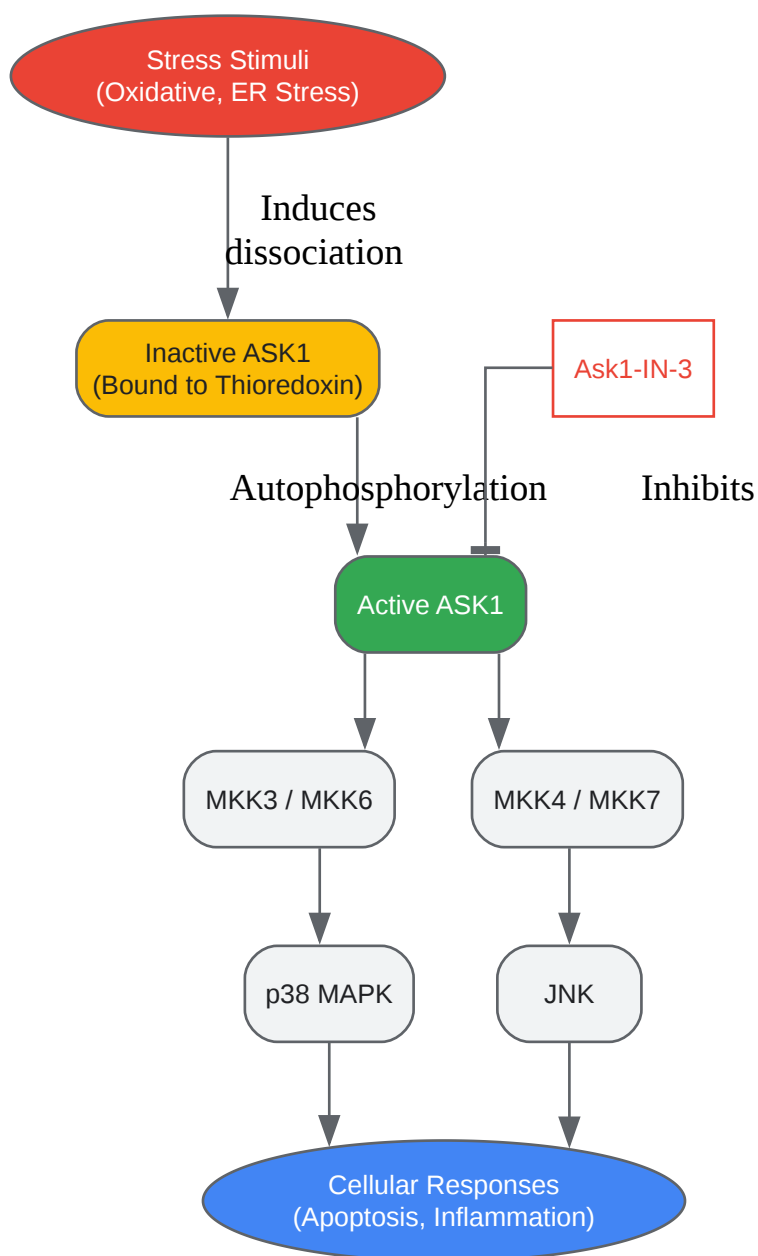 Stress Stimuli
(Oxidative, ER Stress)
Induces
dissociation
Inactive ASK1
(Bound to Thioredoxin)
Ask1-IN-3
Autophosphorylation
Inhibits
Active ASK1
MKK3 / MKK6
MKK4 / MKK7
p38 MAPK
JNK
Cellular Responses
(Apoptosis, Inflammation)